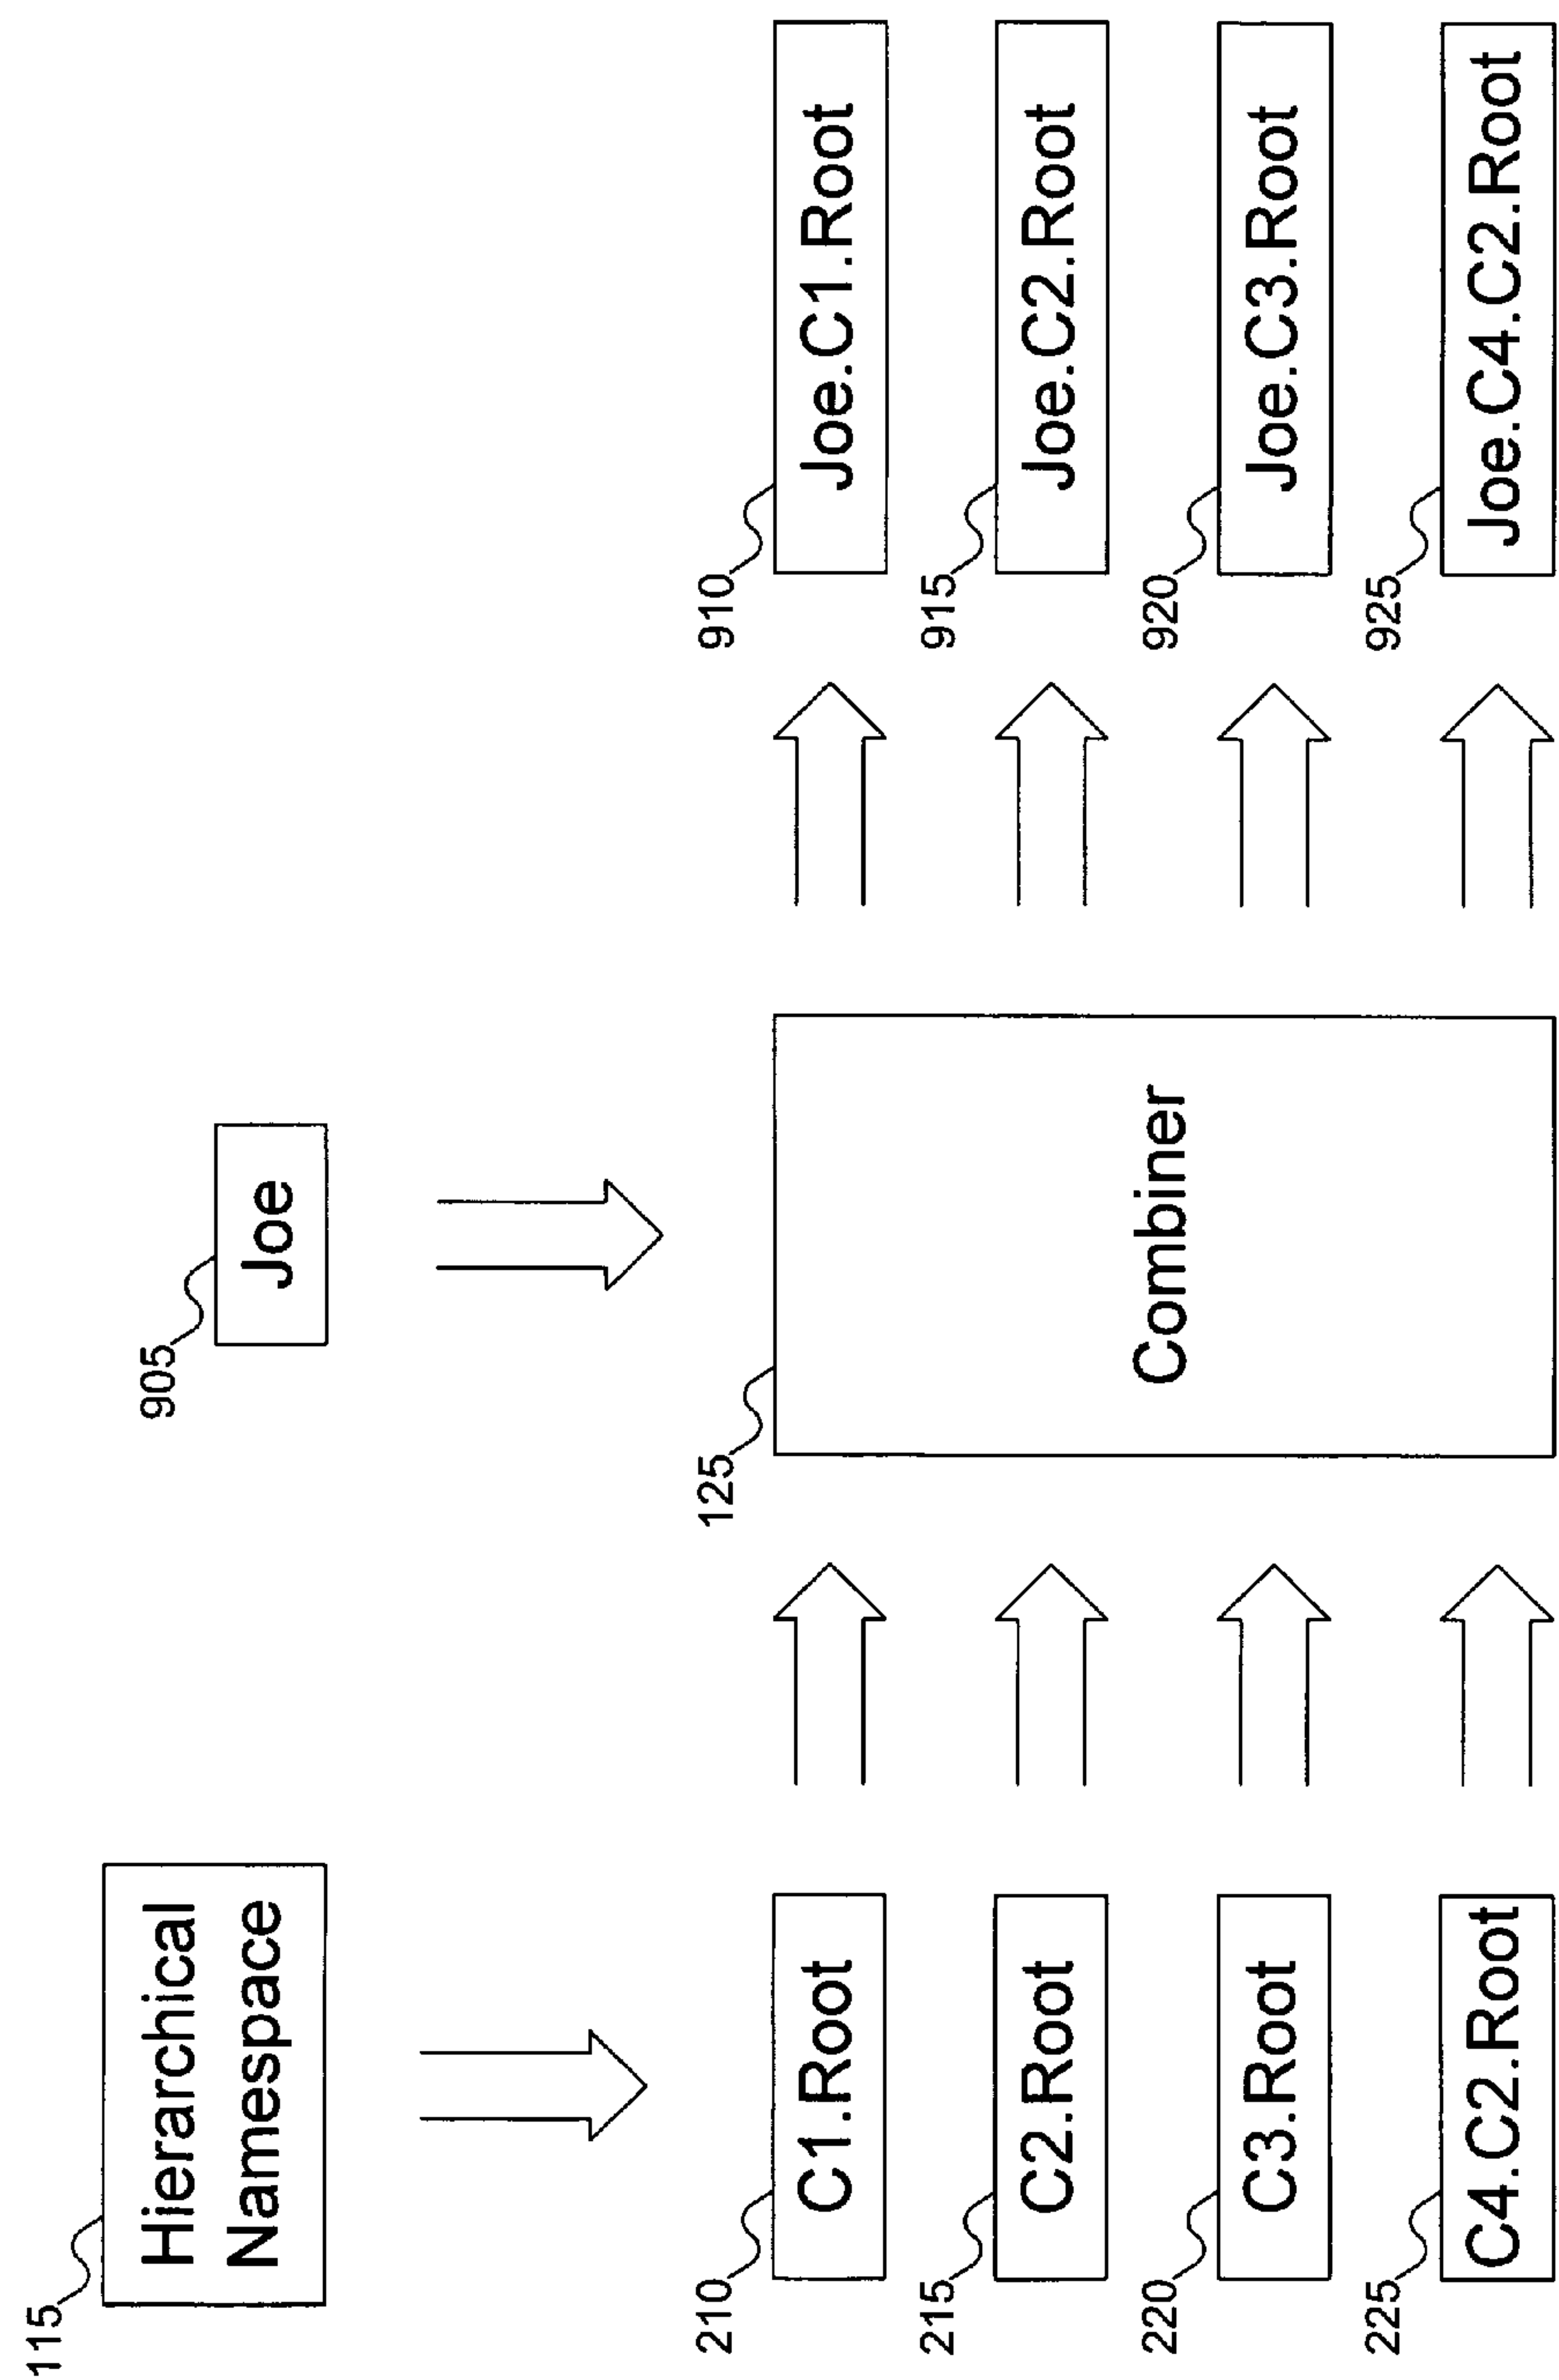 115
Hierarchical
Namespace
905
Joe
210
C1.Root
215
C2.Root
220
C3.Root
225
C4.C2.Root
125
Combiner
910
Joe.C1.Root
915
Joe.C2.Root
920
Joe.C3.Root
925
Joe.C4.C2.Root